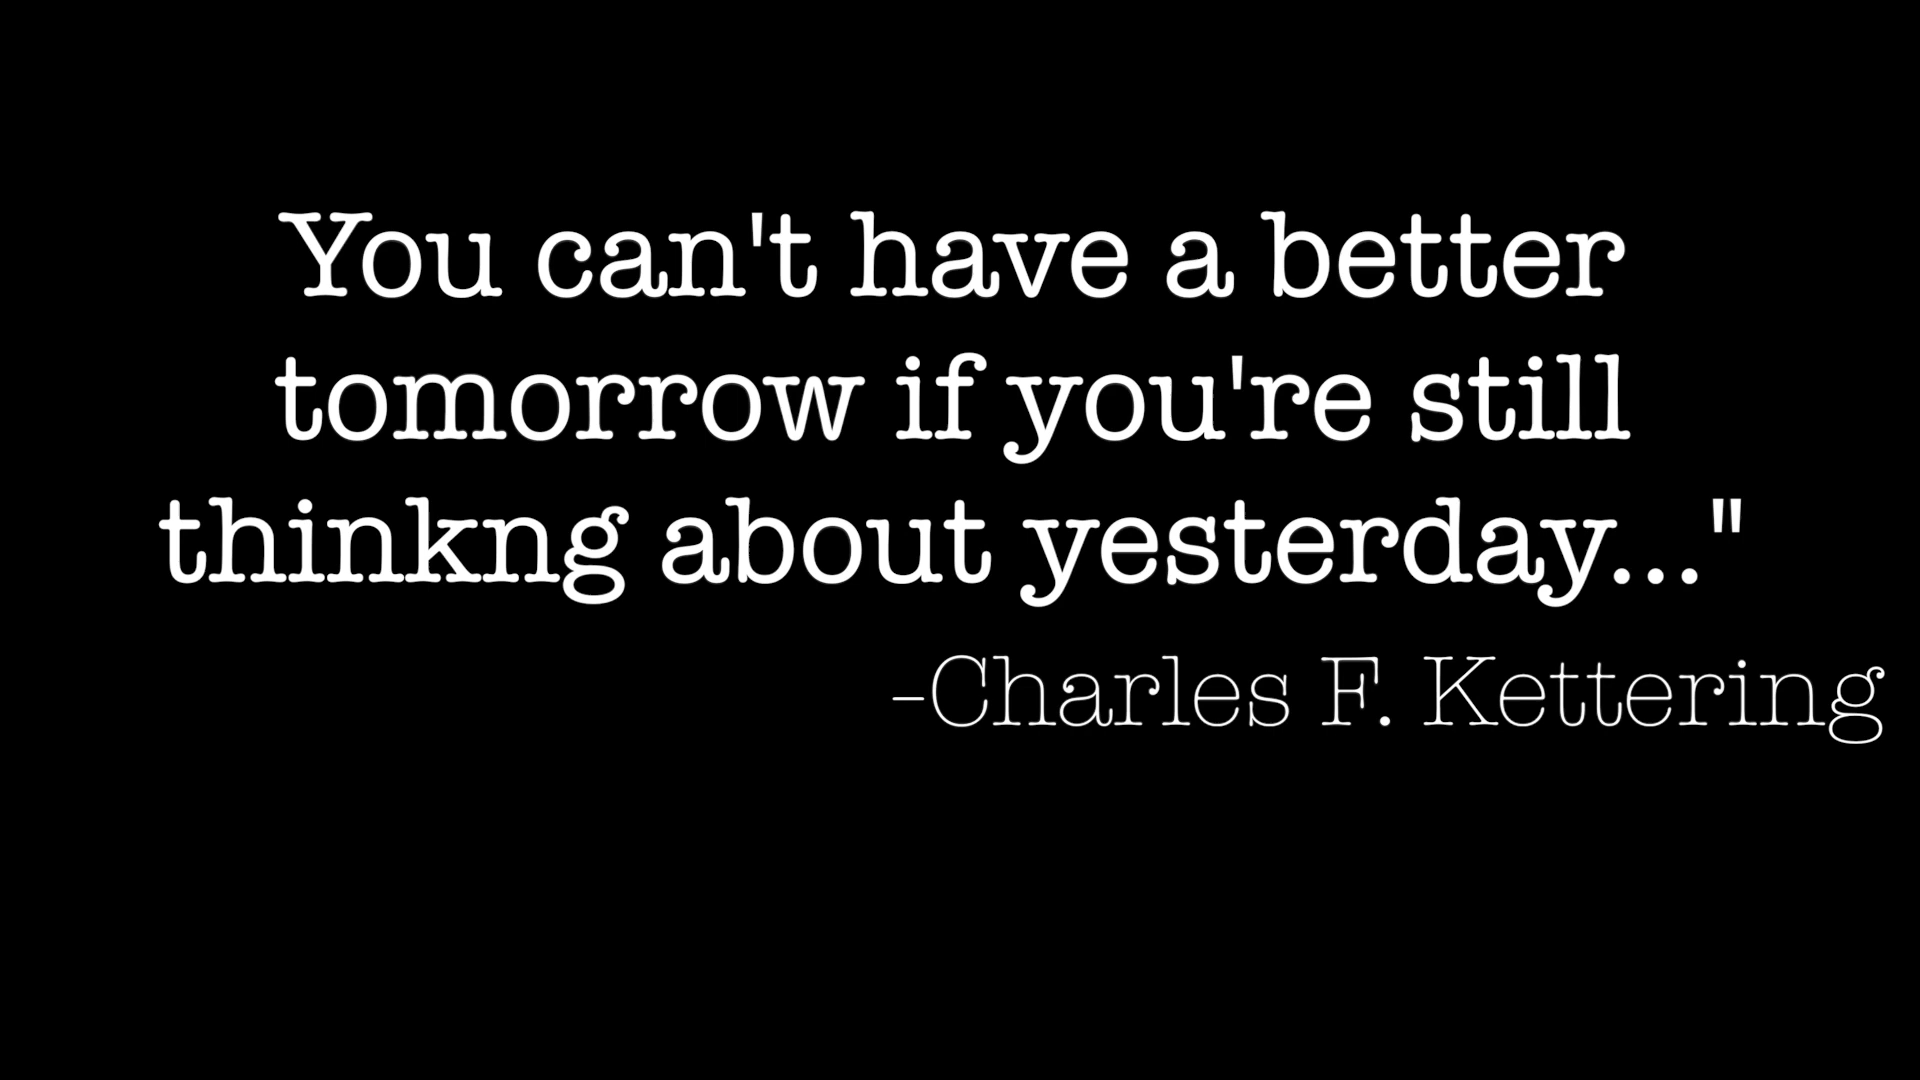 You can't have a better
tomorrow if you're still
thinkng about yesterday..."
-Charles F. Kettering